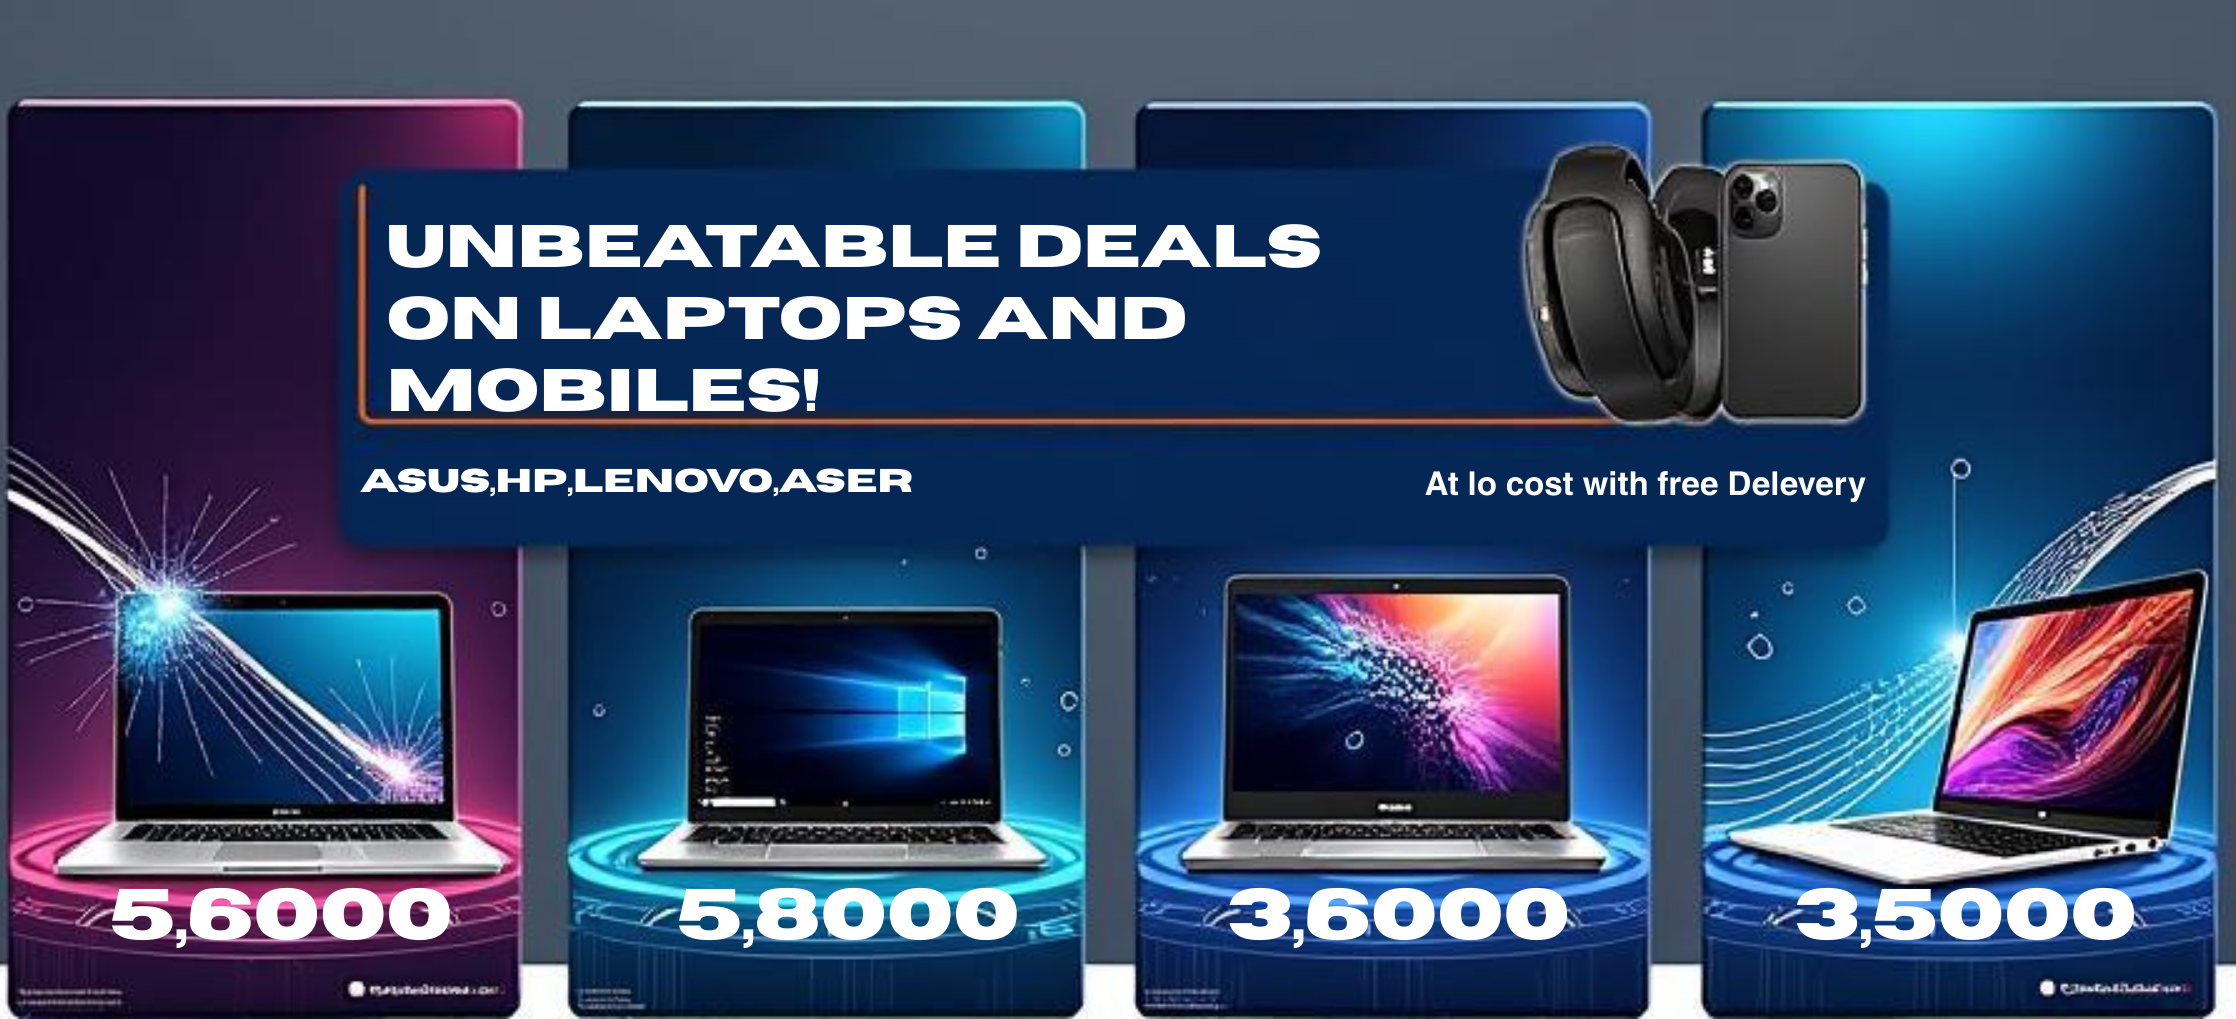 UNBEATABLE DEALS
ON LAPTOPS AND
MOBILES!
ASUS,HP,LENOVO,ASER
At lo cost with free Delevery
5,6000
5,8000
3,6000
3,5000